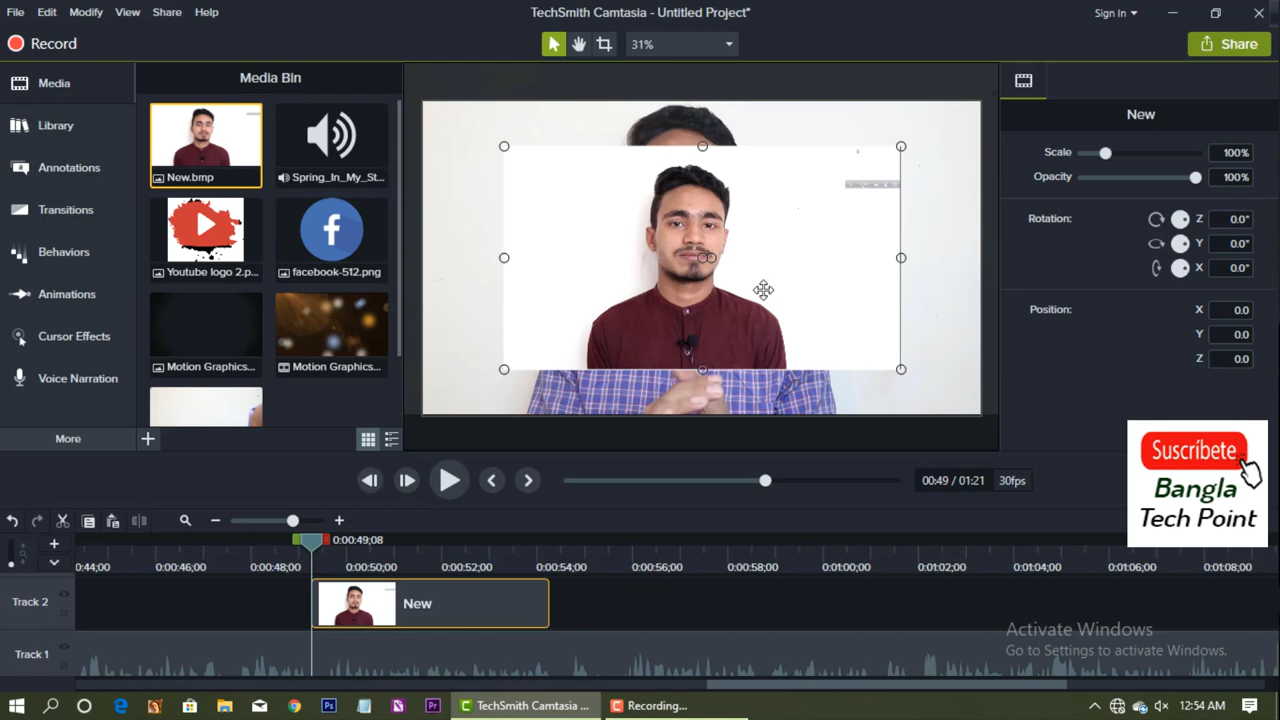 File Edit Modify View Share Help
TechSmith Camtasia - Untitled Project*
Sign In
Record
31%
Share
Media
Library
Annotations
Transitions
Behaviors
Animations
Cursor Effects
Voice Narration
More
Media Bin
New.bmp
Spring_In_My_St...
Youtube logo 2.p...
facebook-512.png
Motion Graphics...
Motion Graphics...
New
Scale 100%
Opacity 100%
Rotation: Z 0.0°
Y 0.0°
X 0.0°
Position: X 0.0
Y 0.0
Z 0.0
Suscríbete
Bangla
Tech Point
00:49 / 01:21 30fps
0:00:49;08
0:00:44;00 0:00:46;00 0:00:48;00 0:00:50;00 0:00:52;00 0:00:54;00 0:00:56;00 0:00:58;00 0:01:00;00 0:01:02;00 0:01:04;00 0:01:06;00 0:01:08;00
Track 2
New
Track 1
Activate Windows
Go to Settings to activate Windows.
Ps
Pr
TechSmith Camtasia ...
Recording...
12:54 AM